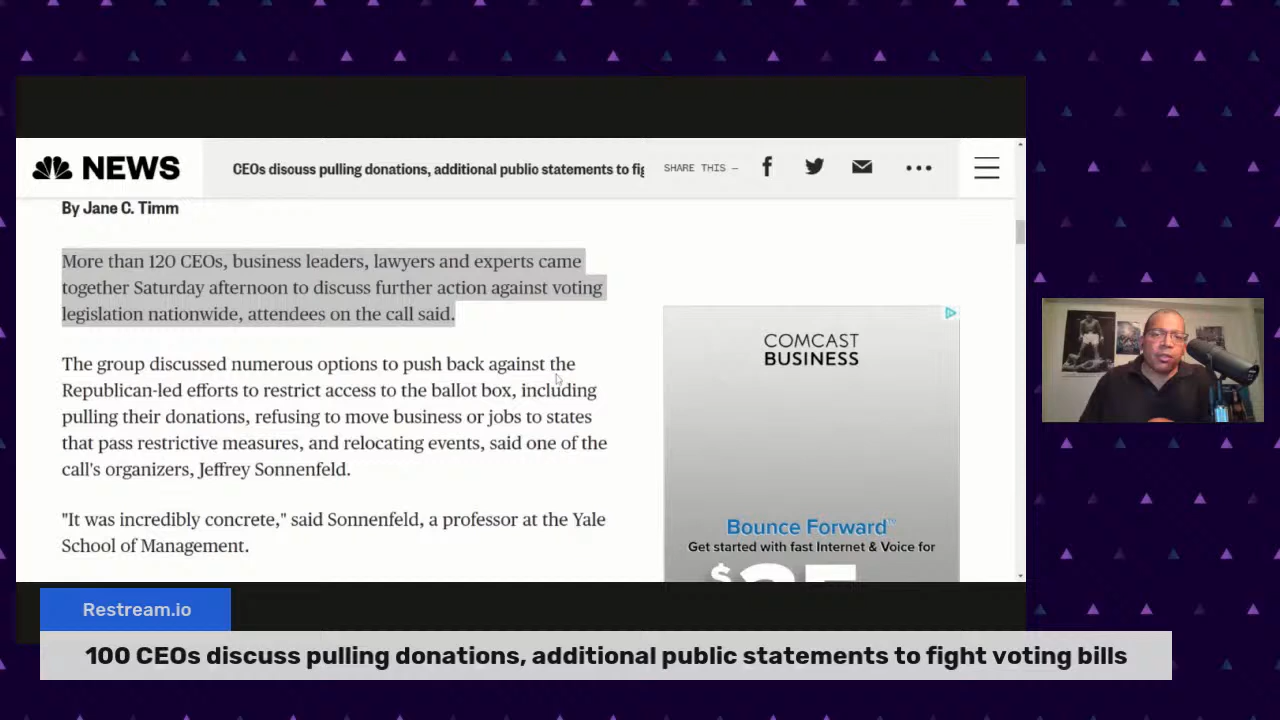 NEWS
CEOs disouss pulling donations, additional public statements to fig
SHARE THIS —
By Jane C. Timm
More than 120 CEOs, business leaders, lawyers and experts came
together Saturday afternoon to discuss further action against voting
legislation nationwide, attendees on the call said.
The group discussed numerous options to push back against the
Republican-led efforts to restrict access to the ballot box, including
pulling their donations, refusing to move business or jobs to states
that pass restrictive measures, and relocating events, said one of the
call's organizers, Jeffrey Sonnenfeld.
"It was incredibly concrete," said Sonnenfeld, a professor at the Yale
School of Management.
COMCAST
BUSINESS
Bounce Forward™
Get started with fast Internet & Voice for
Restream.io
100 CEOs discuss pulling donations, additional public statements to fight voting bills